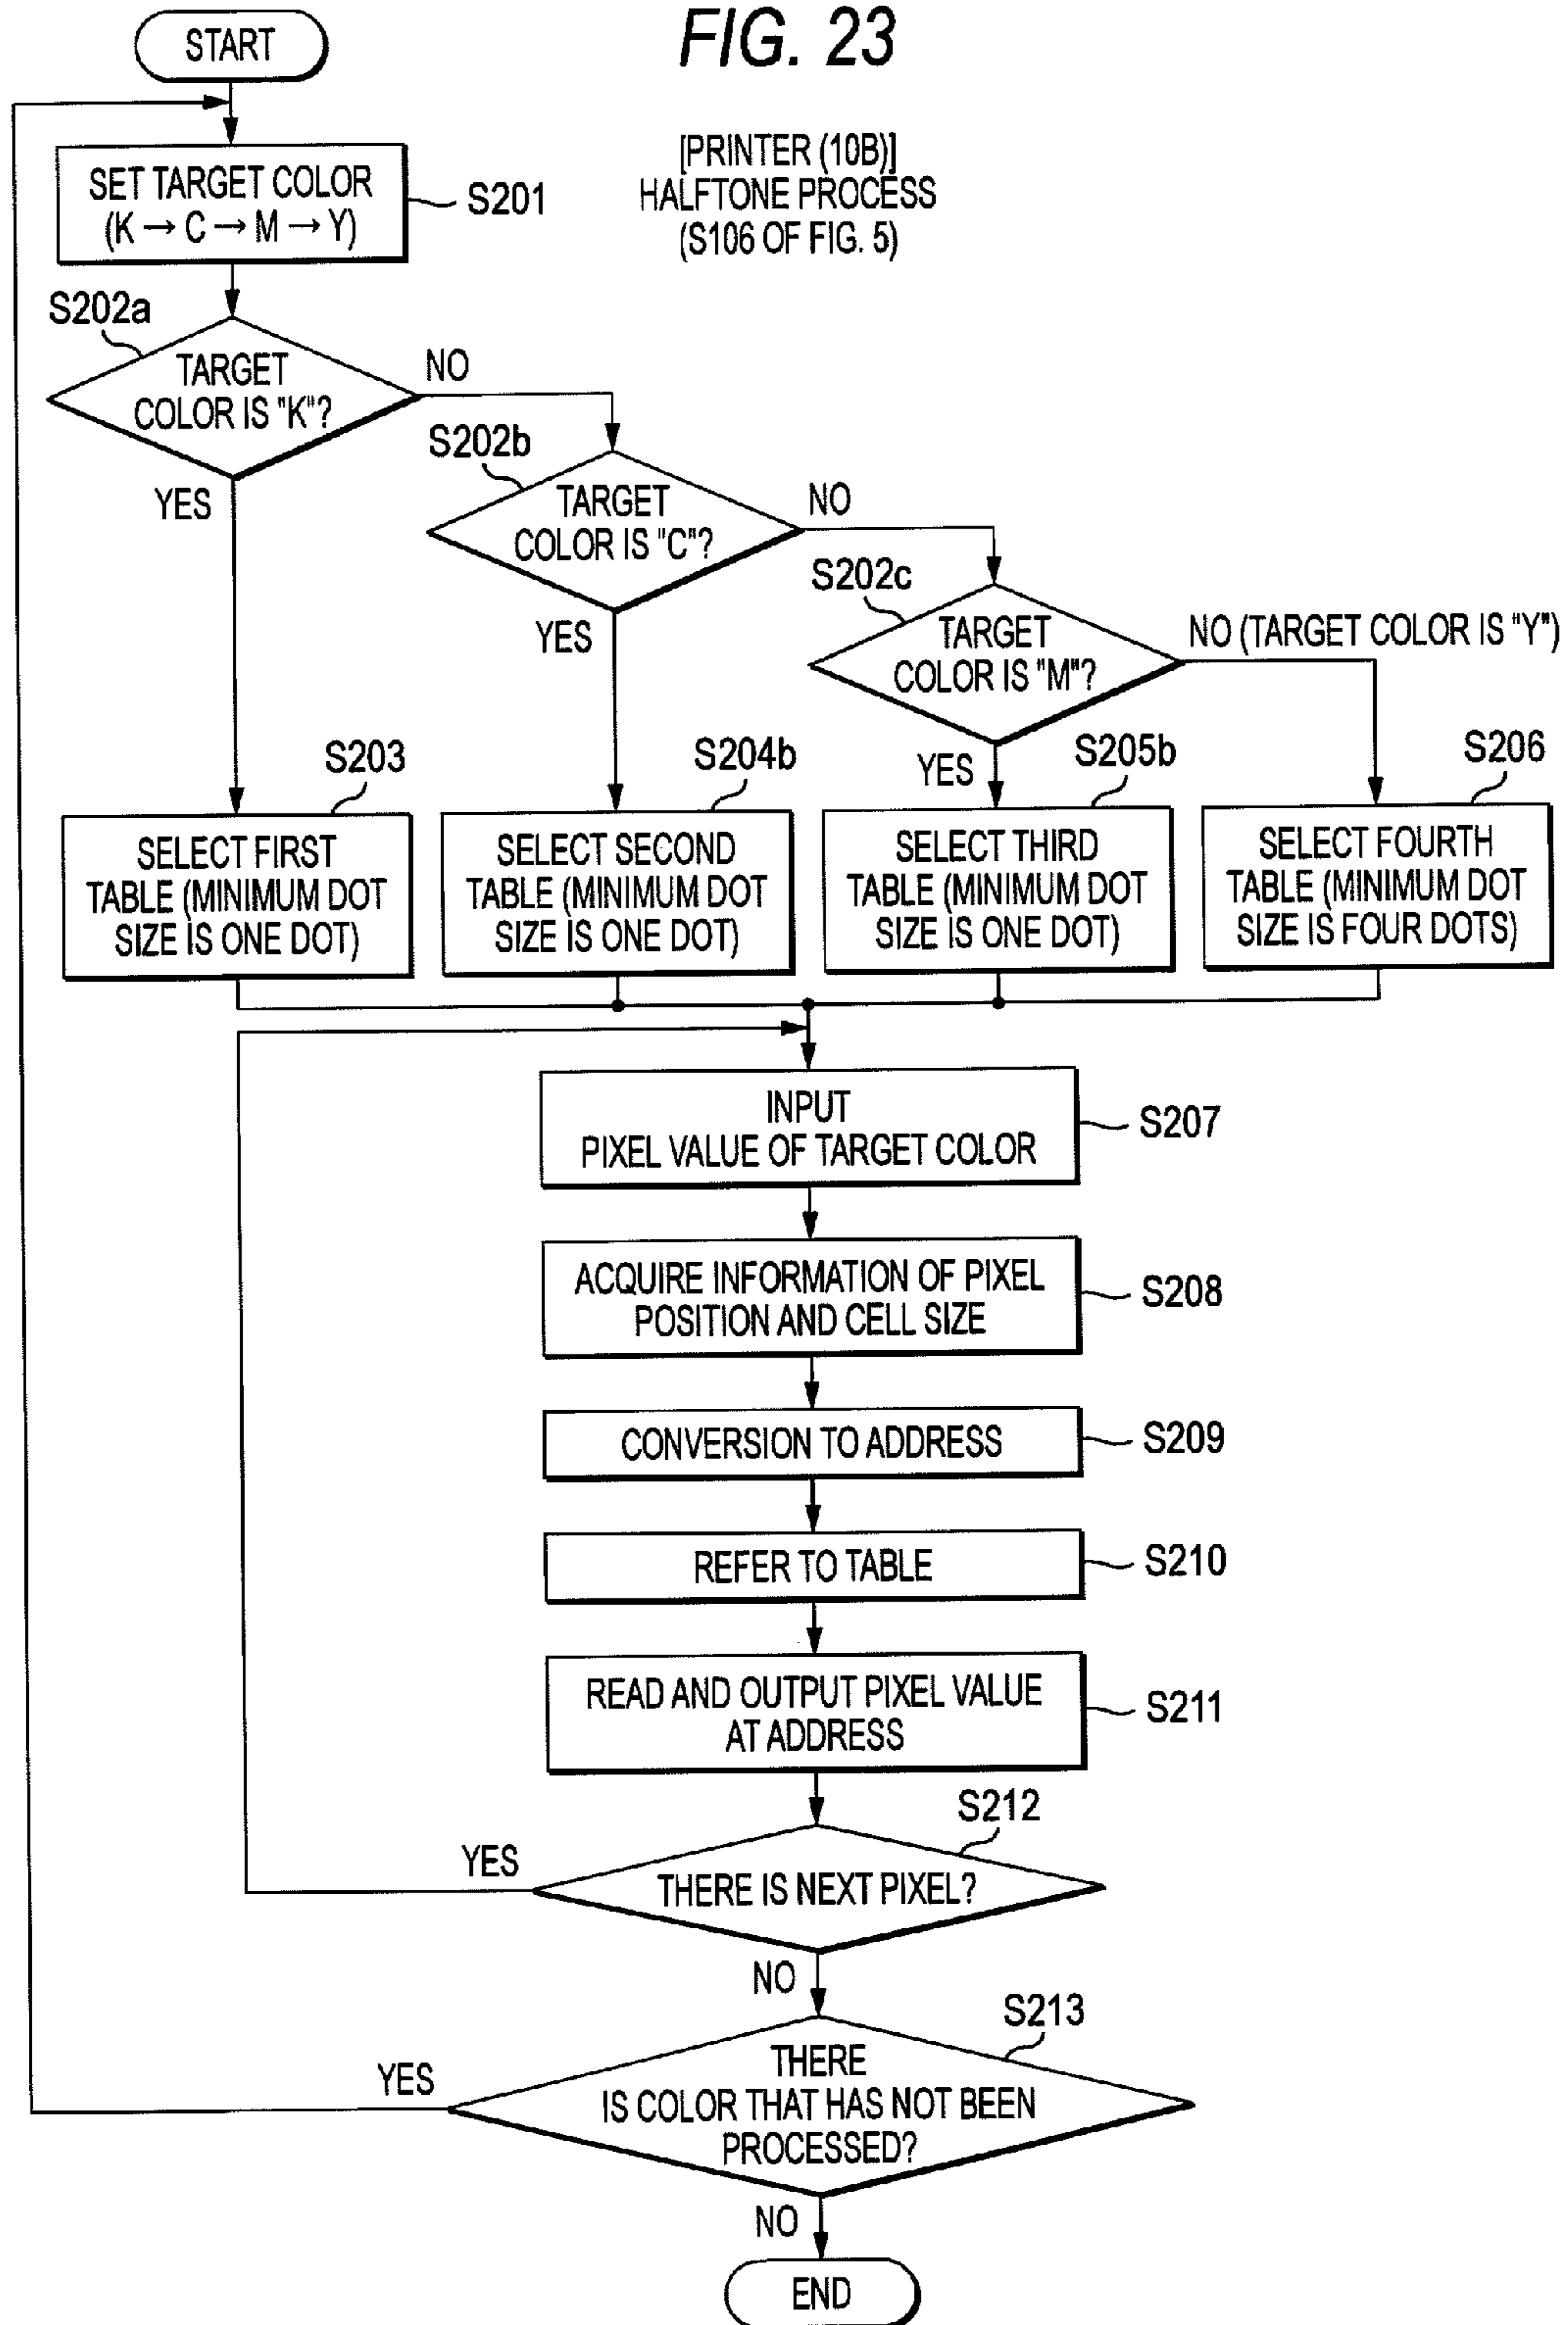 FIG. 23
START
[PRINTER (10B)]
HALFTONE PROCESS
(S106 OF FIG. 5)
SET TARGET COLOR
(K → C → M → Y)
S201
S202a
TARGET
COLOR IS "K"?
NO
YES
S202b
TARGET
COLOR IS "C"?
NO
YES
S202c
TARGET
COLOR IS "M"?
NO (TARGET COLOR IS "Y")
YES
S203
SELECT FIRST
TABLE (MINIMUM DOT
SIZE IS ONE DOT)
S204b
SELECT SECOND
TABLE (MINIMUM DOT
SIZE IS ONE DOT)
S205b
SELECT THIRD
TABLE (MINIMUM DOT
SIZE IS ONE DOT)
S206
SELECT FOURTH
TABLE (MINIMUM DOT
SIZE IS FOUR DOTS)
INPUT
PIXEL VALUE OF TARGET COLOR
S207
ACQUIRE INFORMATION OF PIXEL
POSITION AND CELL SIZE
S208
CONVERSION TO ADDRESS
S209
REFER TO TABLE
S210
READ AND OUTPUT PIXEL VALUE
AT ADDRESS
S211
S212
THERE IS NEXT PIXEL?
YES
NO
S213
THERE
IS COLOR THAT HAS NOT BEEN
PROCESSED?
YES
NO
END